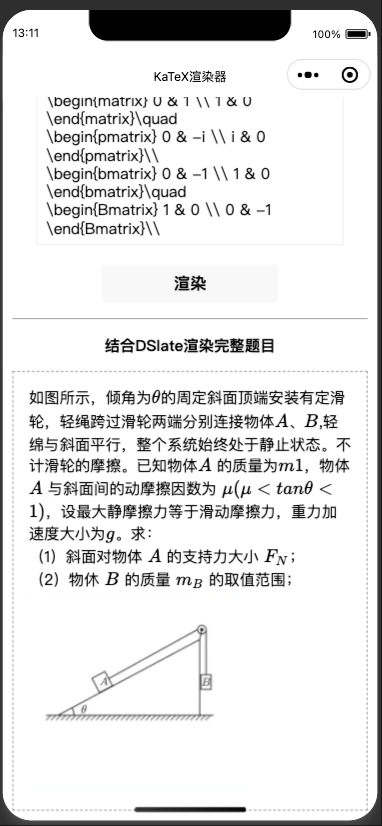 13:11
100%
KaTeX渲染器
\begin{matrix} 0 & 1 \\ 1 & 0
\end{matrix}\quad
\begin{pmatrix} 0 & -i \\ i & 0
\end{pmatrix}\\
\begin{bmatrix} 0 & -1 \\ 1 & 0
\end{bmatrix}\quad
\begin{Bmatrix} 1 & 0 \\ 0 & -1
\end{Bmatrix}\\
渲染
结合DSlate渲染完整题目
如图所示，倾角为θ的周定斜面顶端安装有定滑
轮，轻绳跨过滑轮两端分别连接物体A、B,轻
绵与斜面平行，整个系统始终处于静止状态。不
计滑轮的摩擦。已知物体A 的质量为m1，物体
A 与斜面间的动摩擦因数为 μ(μ < tanθ <
1)，设最大静摩擦力等于滑动摩擦力，重力加
速度大小为g。求：
（1）斜面对物体 A 的支持力大小 F_N；
（2）物休 B 的质量 m_B 的取值范围；
A
B
θ